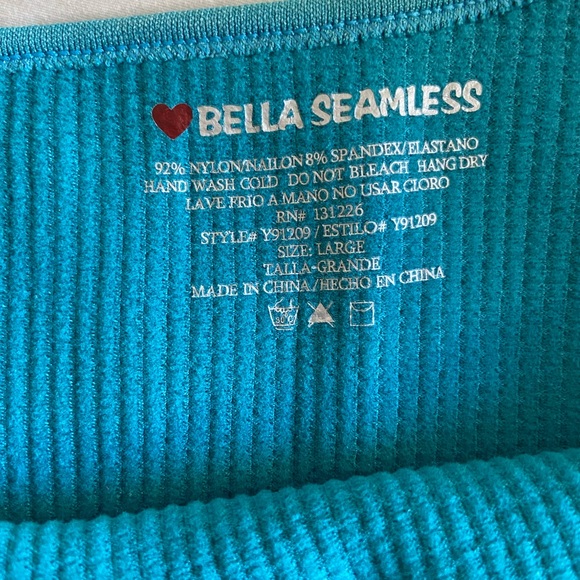 BELLA SEAMLESS
92% NYLON/NAILON 8% SPANDEX/ELASTANO
HAND WASH COLD DO NOT BLEACH HANG DRY
LAVE FRIO A MANO NO USAR CLORO
RN# 131226
STYLE# Y91209 / ESTILO# Y91209
SIZE: LARGE
TALLA-GRANDE
MADE IN CHINA/HECHO EN CHINA